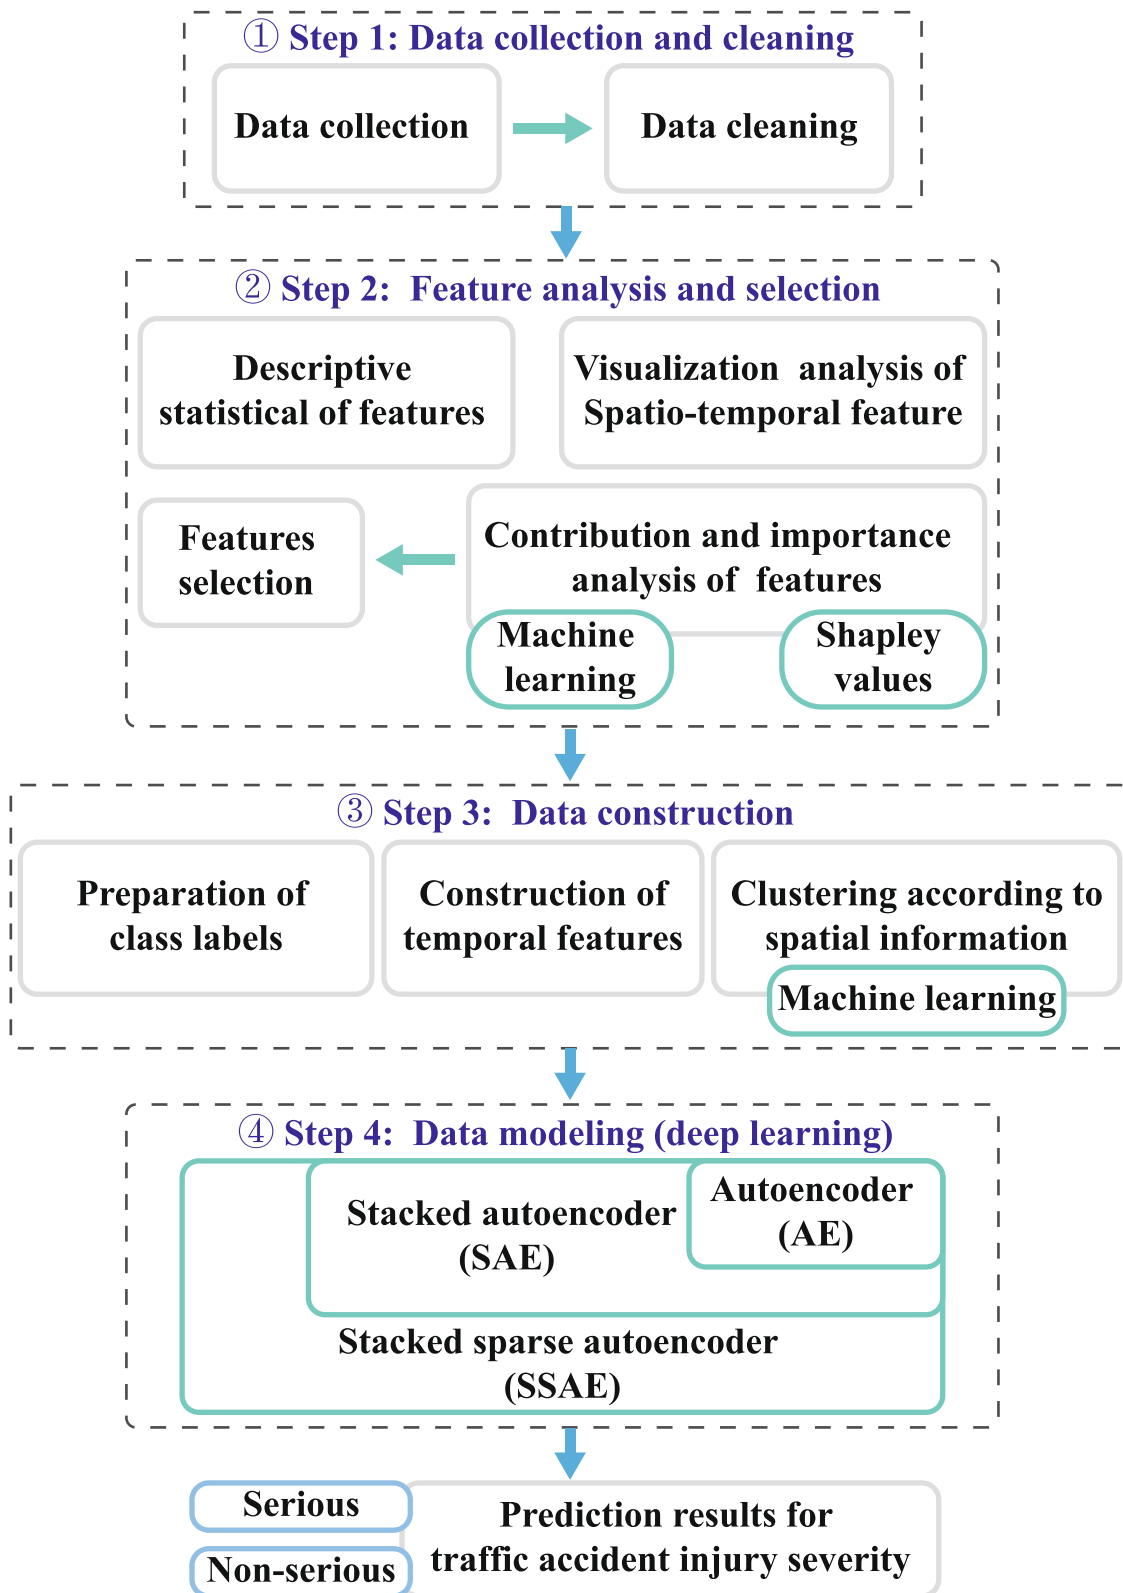 ① Step 1: Data collection and cleaning
Data collection
Data cleaning
② Step 2: Feature analysis and selection
Descriptive
statistical of features
Visualization analysis of
Spatio-temporal feature
Features
selection
Contribution and importance
analysis of features
Machine
learning
Shapley
values
③ Step 3: Data construction
Preparation of
class labels
Construction of
temporal features
Clustering according to
spatial information
Machine learning
④ Step 4: Data modeling (deep learning)
Stacked autoencoder
(SAE)
Autoencoder
(AE)
Stacked sparse autoencoder
(SSAE)
Serious
Non-serious
Prediction results for
traffic accident injury severity